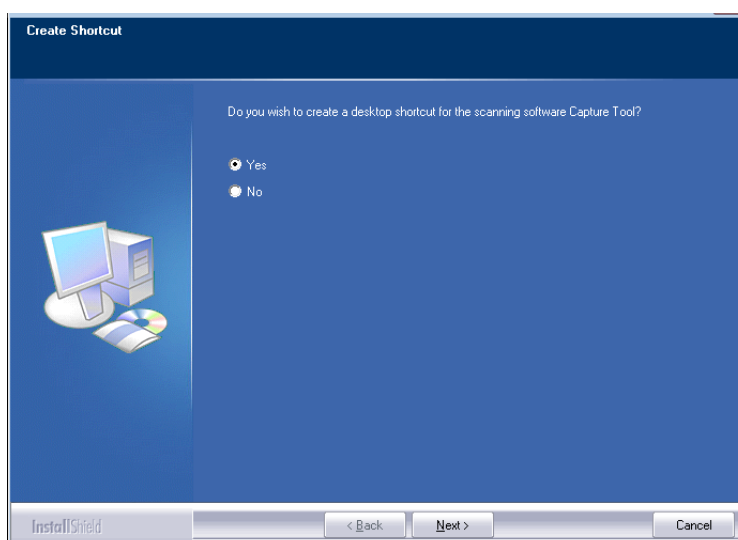 Create Shortcut
Do you wish to create a desktop shortcut for the scanning software Capture Tool?
Yes
No
InstallShield
< Back
Next >
Cancel